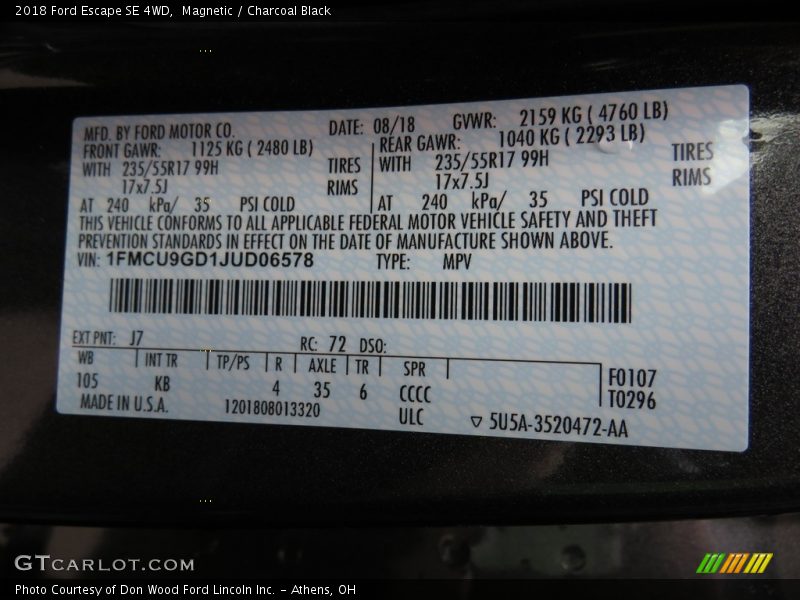 2018 Ford Escape SE 4WD,  Magnetic / Charcoal Black
MFD. BY FORD MOTOR CO. DATE: 08/18 GVWR: 2159 KG ( 4760 LB)
FRONT GAWR: 1125 KG ( 2480 LB) REAR GAWR: 1040 KG ( 2293 LB)
WITH 235/55R17 99H TIRES WITH 235/55R17 99H TIRES
17x7.5J RIMS 17x7.5J RIMS
AT 240 kPa/ 35 PSI COLD AT 240 kPa/ 35 PSI COLD
THIS VEHICLE CONFORMS TO ALL APPLICABLE FEDERAL MOTOR VEHICLE SAFETY AND THEFT
PREVENTION STANDARDS IN EFFECT ON THE DATE OF MANUFACTURE SHOWN ABOVE.
VIN: 1FMCU9GD1JUD06578 TYPE: MPV
EXT PNT: J7 RC: 72 DSO:
WB INT TR TP/PS R AXLE TR SPR
105 KB 4 35 6 CCCC F0107
T0296
MADE IN U.S.A. 1201808013320 ULC ▽ 5U5A-3520472-AA
GTCARLOT.COM
Photo Courtesy of Don Wood Ford Lincoln Inc. - Athens, OH